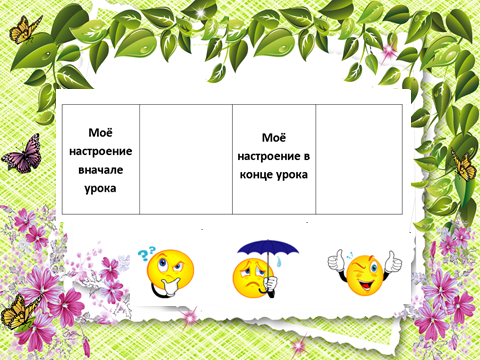 Моё
настроение
вначале
урока
Моё
настроение в
конце урока
??